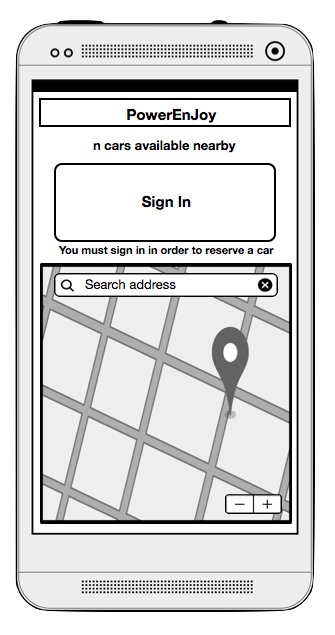 PowerEnJoy
n cars available nearby
Sign In
You must sign in in order to reserve a car
Search address